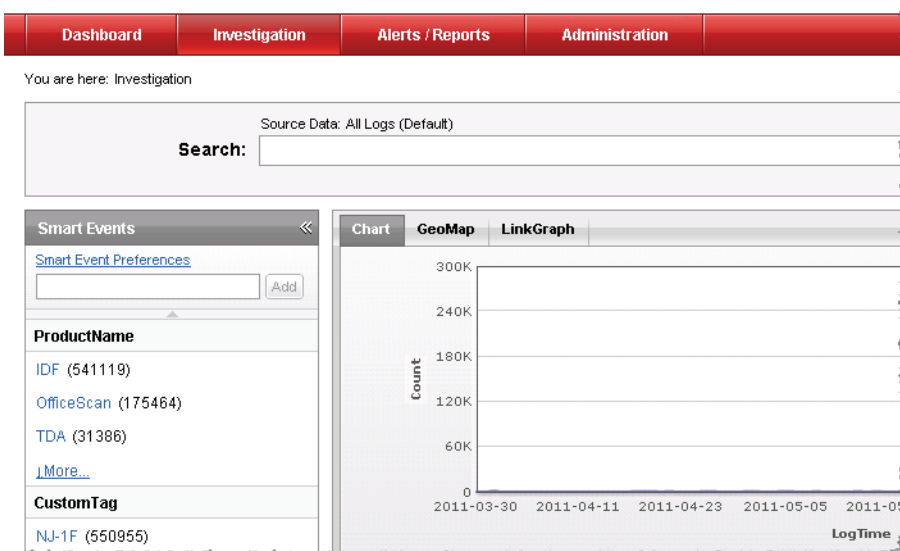 Dashboard Investigation Alerts / Reports Administration
You are here: Investigation
Source Data: All Logs (Default)
Search:
Smart Events
Smart Event Preferences
Add
ProductName
IDF (541119)
OfficeScan (175464)
TDA (31386)
↓More...
CustomTag
NJ-1F (550955)
Chart GeoMap LinkGraph
300K
240K
180K
120K
60K
0
Count
2011-03-30 2011-04-11 2011-04-23 2011-05-05
LogTime